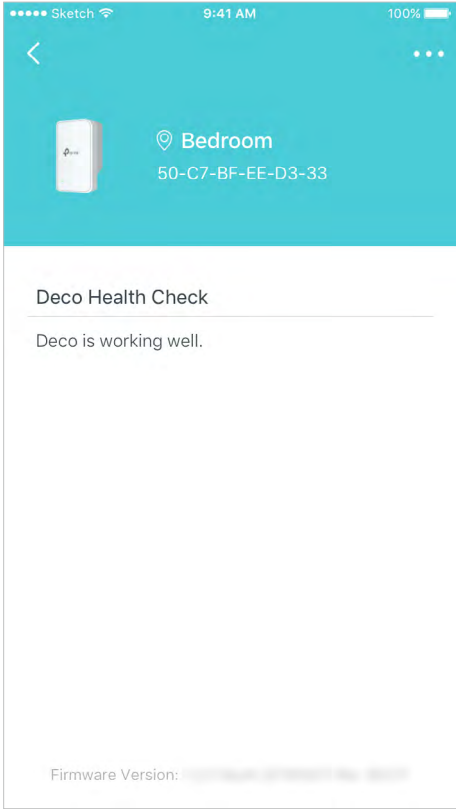 Sketch 9:41 AM 100%
Bedroom
50-C7-BF-EE-D3-33
Deco Health Check
Deco is working well.
Firmware Version: